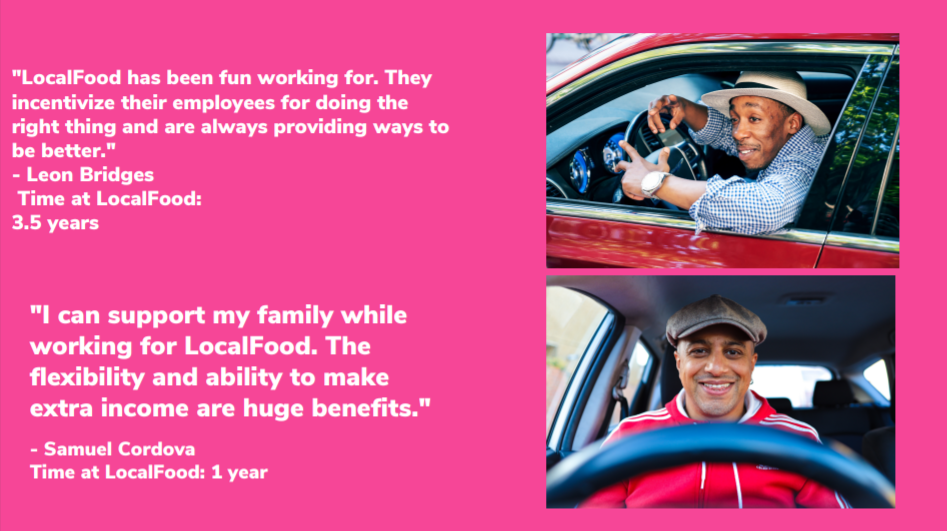 "LocalFood has been fun working for. They
incentivize their employees for doing the
right thing and are always providing ways to
be better."
- Leon Bridges
Time at LocalFood:
3.5 years
"I can support my family while
working for LocalFood. The
flexibility and ability to make
extra income are huge benefits."
- Samuel Cordova
Time at LocalFood: 1 year